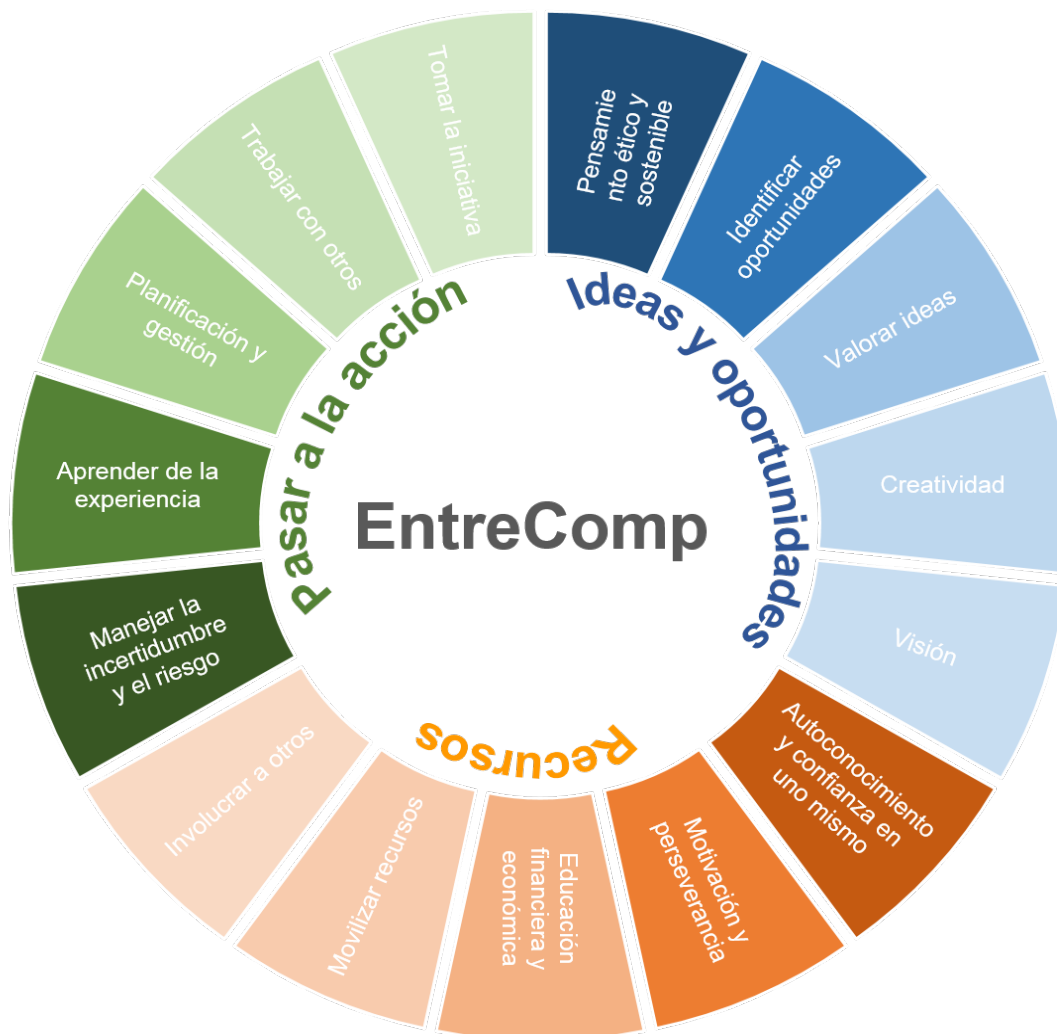 EntreComp
Ideas y oportunidades
Pensamie
nto ético y
sostenible
Identificar
oportunidades
Valorar ideas
Creatividad
Visión
Recursos
Autoconocimiento
y confianza en
uno mismo
Motivación y
perseverancia
Educación
financiera y
económica
Movilizar recursos
Involucrar a otros
Pasar a la acción
Manejar la
incertidumbre
y el riesgo
Aprender de la
experiencia
Planificación y
gestión
Trabajar con otros
Tomar la iniciativa